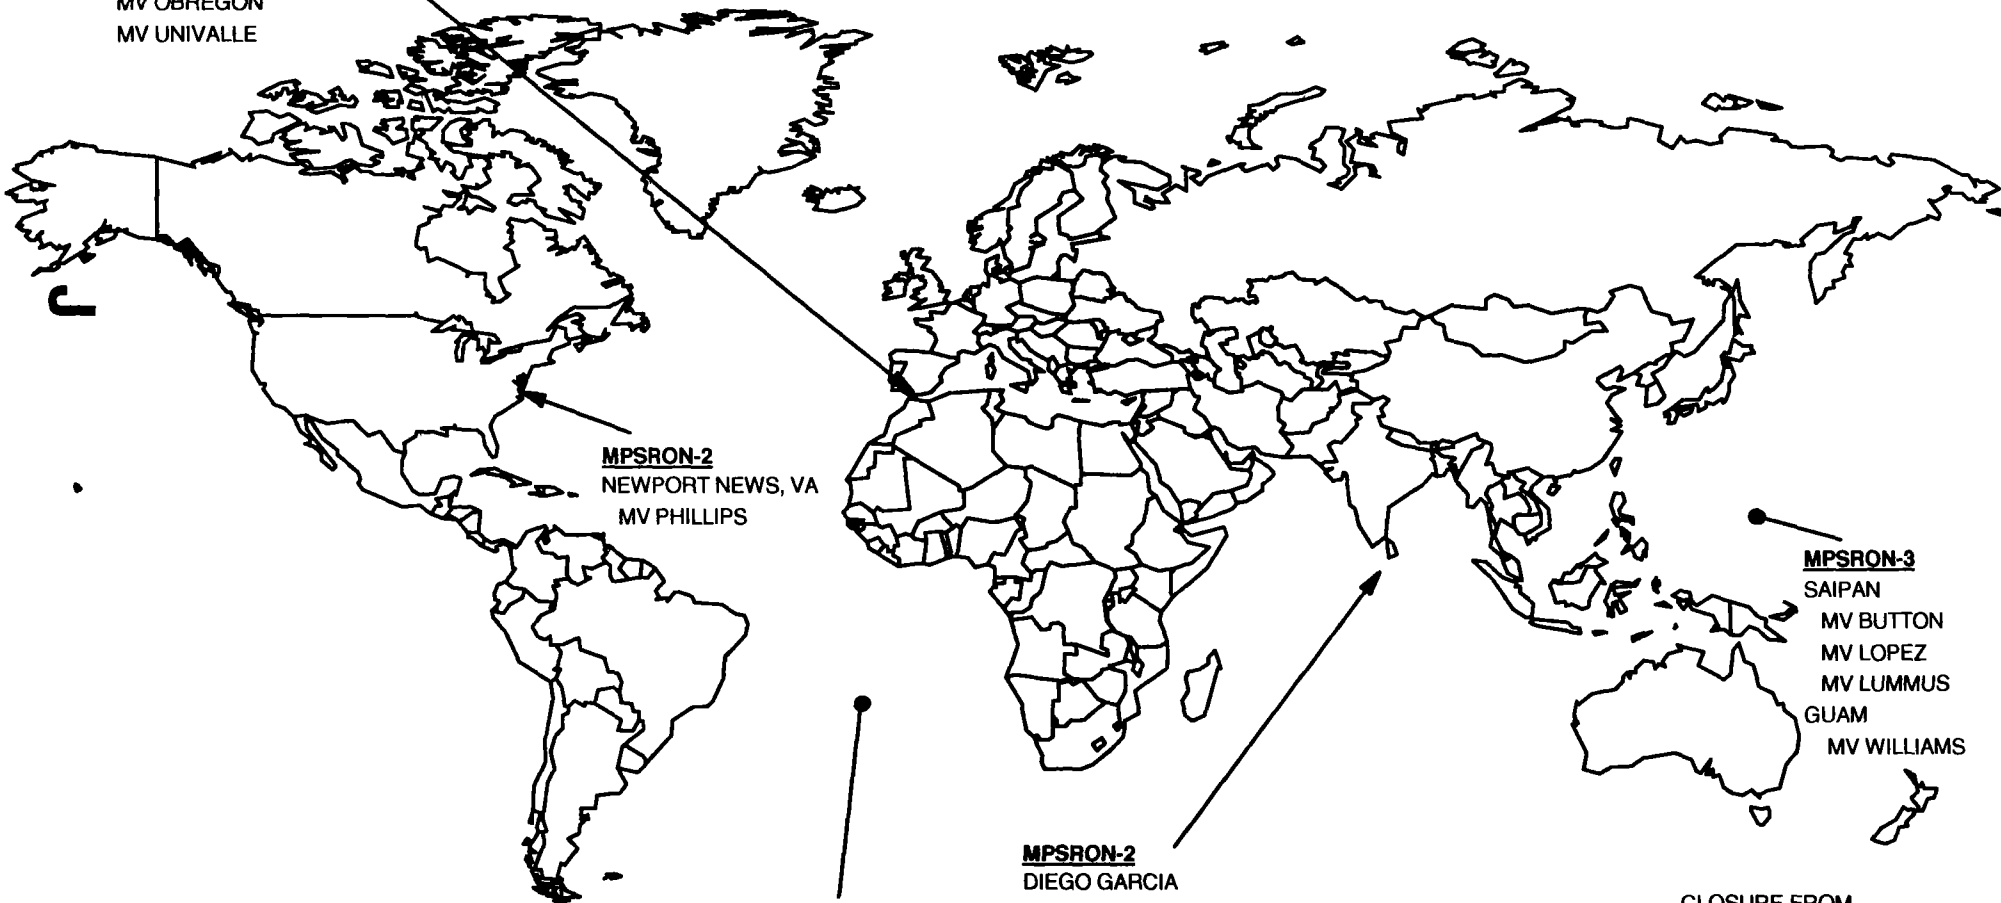 MV OBREGON
MV UNIVALLE
MPSRON-2
NEWPORT NEWS, VA
MV PHILLIPS
MPSRON-3
SAIPAN
MV BUTTON
MV LOPEZ
MV LUMMUS
GUAM
MV WILLIAMS
MPSRON-2
DIEGO GARCIA
CLOSURE FROM